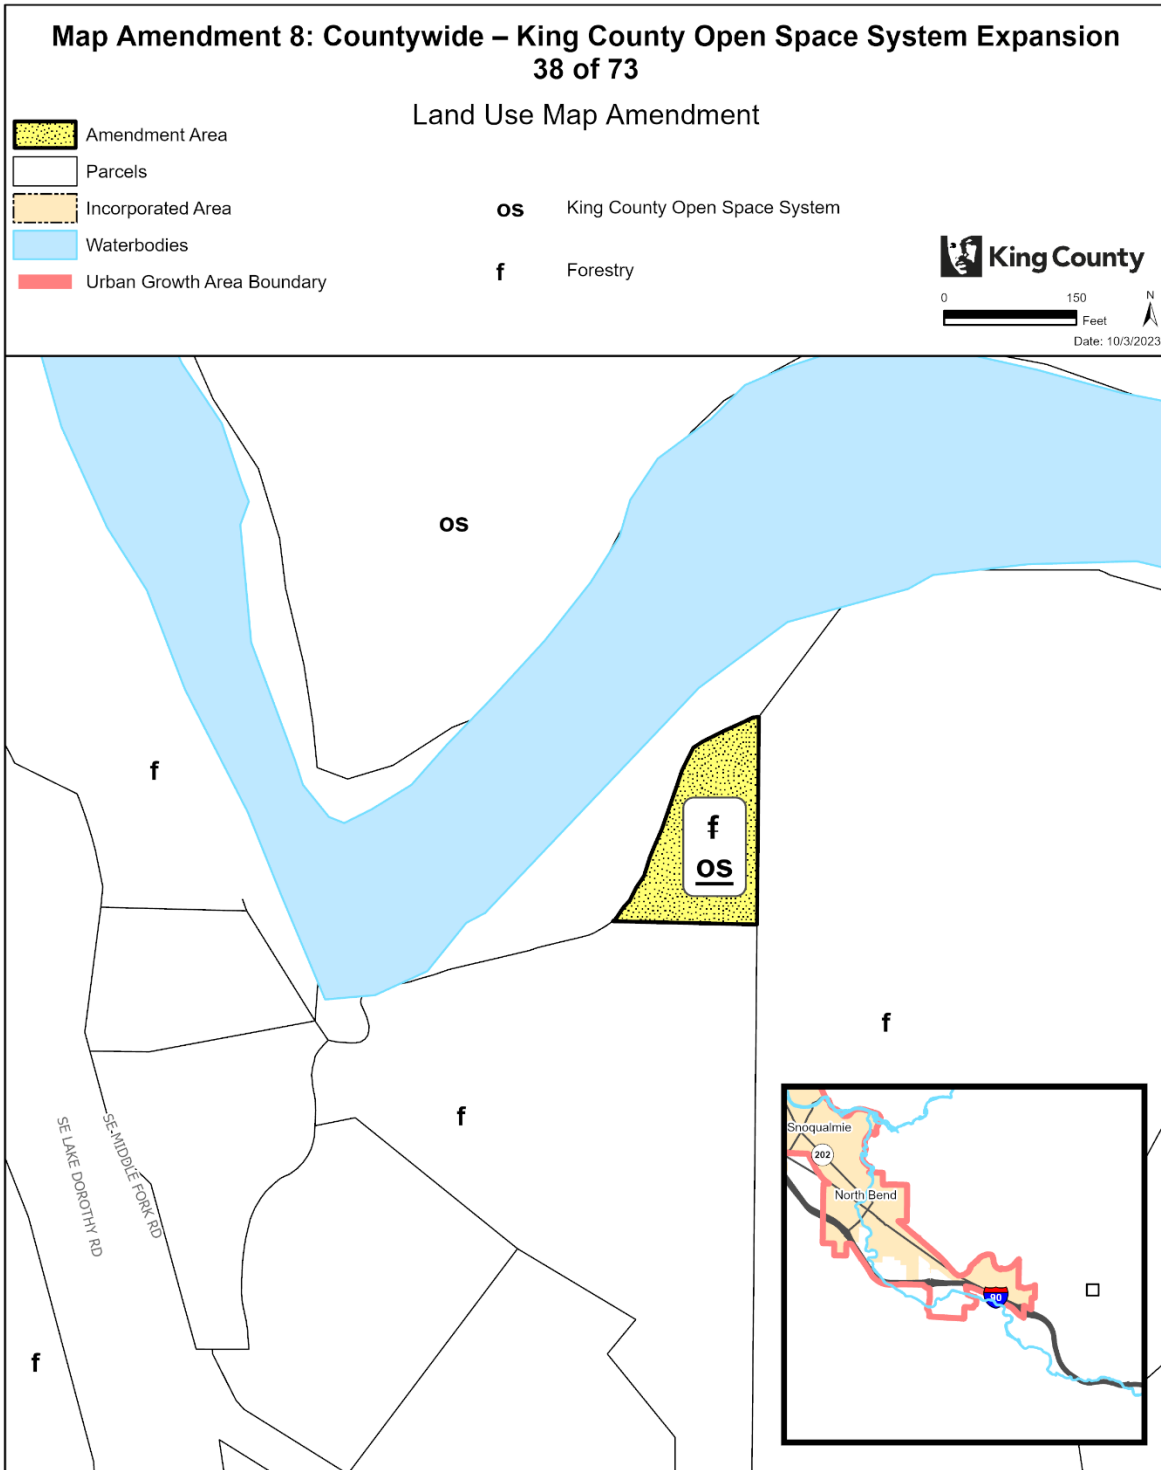 Map Amendment 8: Countywide – King County Open Space System Expansion
38 of 73
Land Use Map Amendment
Amendment Area
Parcels
Incorporated Area
Waterbodies
Urban Growth Area Boundary
os King County Open Space System
f Forestry
King County
0 150
Feet
N
Date: 10/3/2023
os
f
f
os
f
f
f
SE LAKE DOROTHY RD
SE MIDDLE FORK RD
Snoqualmie
202
North Bend
90